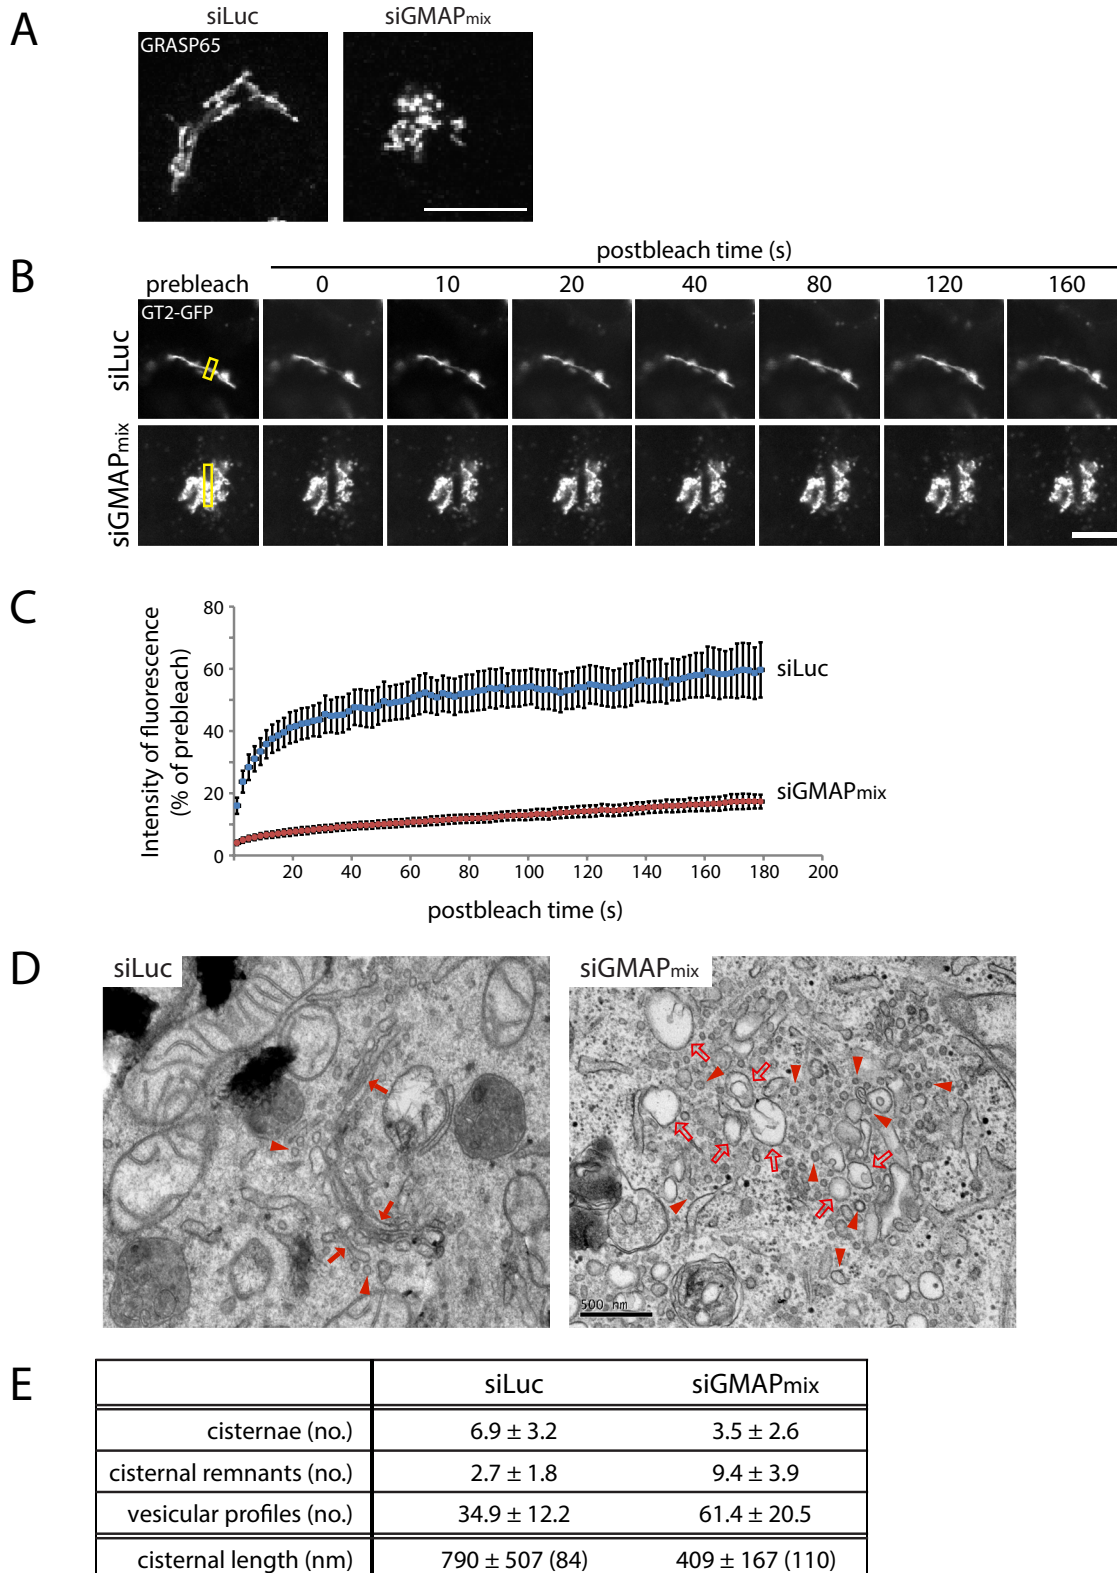 A
siLuc siGMAPmix
GRASP65
B
postbleach time (s)
prebleach 0 10 20 40 80 120 160
GT2-GFP
siLuc
siGMAPmix
C
Intensity of fluorescence
(% of prebleach)
80
60
40
20
0
20 40 60 80 100 120 140 160 180 200
siLuc
siGMAPmix
postbleach time (s)
D
siLuc siGMAPmix
500 nm
E
siLuc siGMAPmix
cisternae (no.) 6.9 ± 3.2 3.5 ± 2.6
cisternal remnants (no.) 2.7 ± 1.8 9.4 ± 3.9
vesicular profiles (no.) 34.9 ± 12.2 61.4 ± 20.5
cisternal length (nm) 790 ± 507 (84) 409 ± 167 (110)